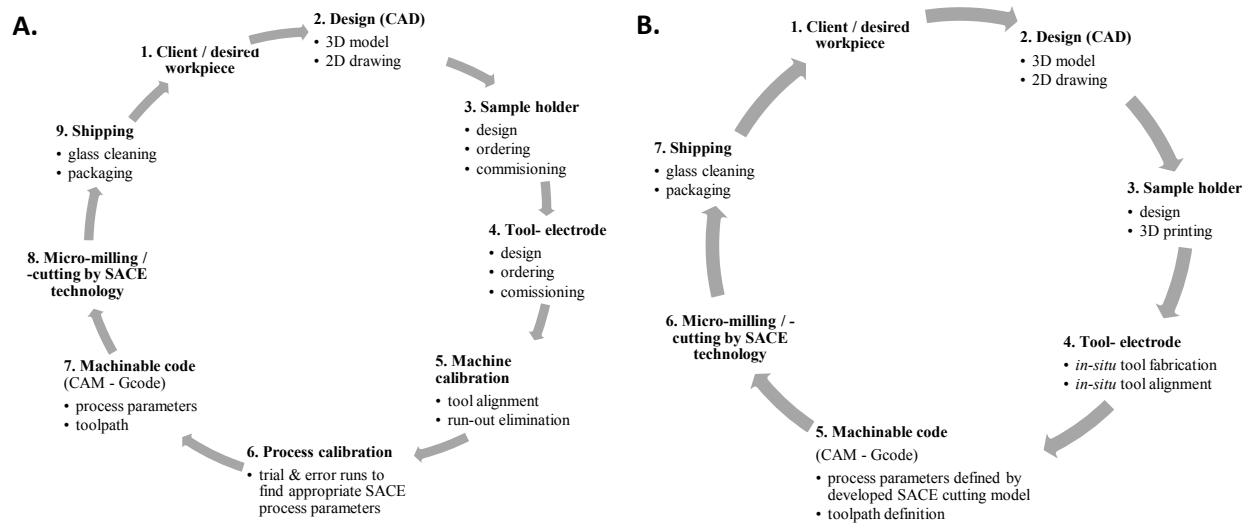 A.
1. Client / desired
workpiece
2. Design (CAD)
• 3D model
• 2D drawing
3. Sample holder
• design
• ordering
• commisioning
4. Tool- electrode
• design
• ordering
• comissioning
5. Machine
calibration
• tool alignment
• run-out elimination
6. Process calibration
• trial & error runs to
find appropriate SACE
process parameters
7. Machinable code
(CAM - Gcode)
• process parameters
• toolpath
8. Micro-milling /
-cutting by SACE
technology
9. Shipping
• glass cleaning
• packaging
B.
1. Client / desired
workpiece
2. Design (CAD)
• 3D model
• 2D drawing
3. Sample holder
• design
• 3D printing
4. Tool- electrode
• in-situ tool fabrication
• in-situ tool alignment
5. Machinable code
(CAM - Gcode)
• process parameters defined by
developed SACE cutting model
• toolpath definition
6. Micro-milling / -
cutting by SACE
technology
7. Shipping
• glass cleaning
• packaging